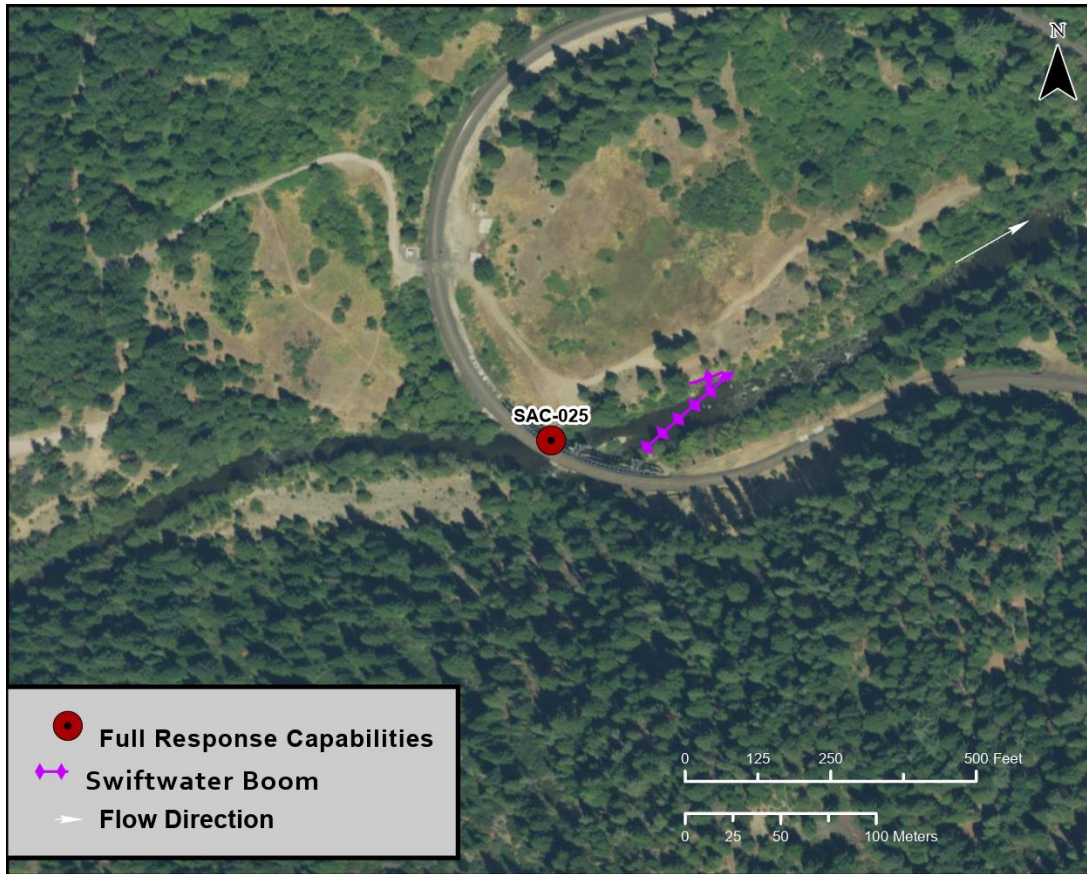 N
SAC-025
Full Response Capabilities
Swiftwater Boom
Flow Direction
0 125 250 500 Feet
0 25 50 100 Meters